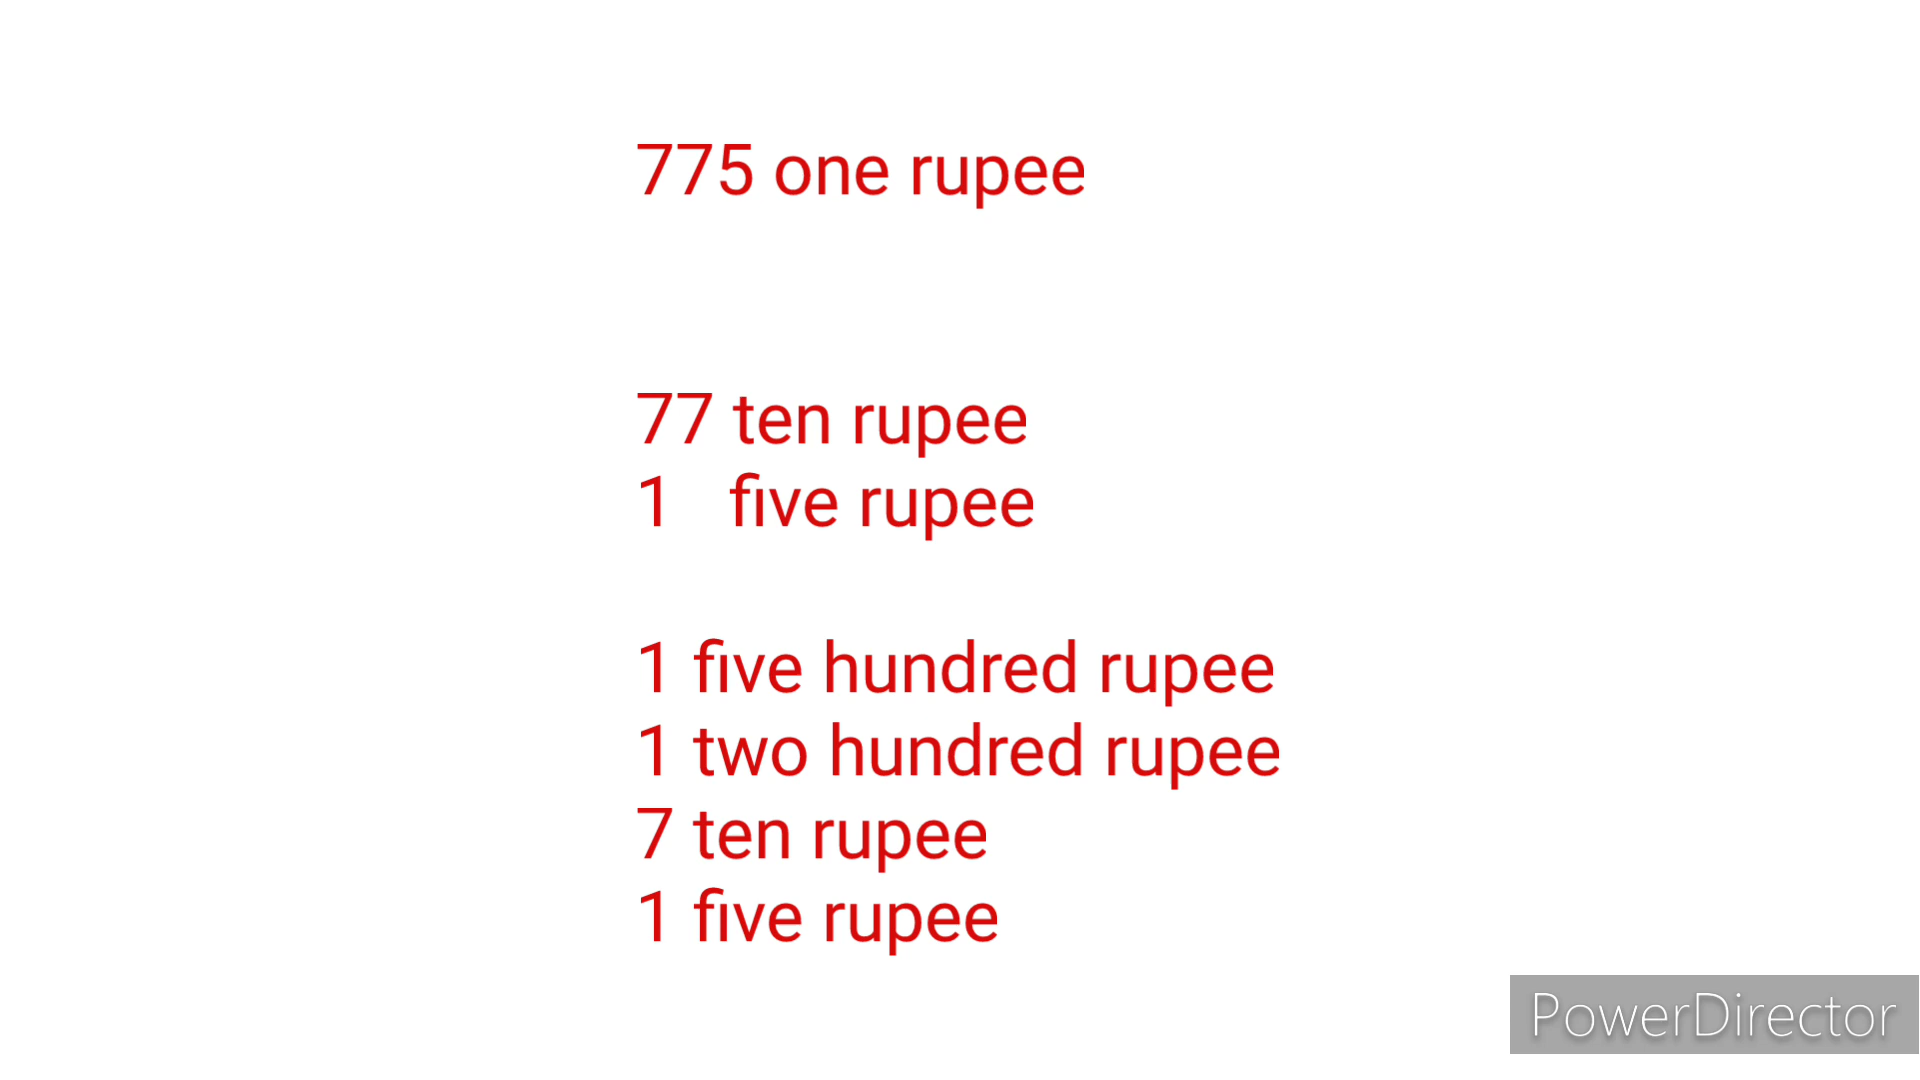 775 one rupee
77 ten rupee
1 five rupee
1 five hundred rupee
1 two hundred rupee
7 ten rupee
1 five rupee
PowerDirector